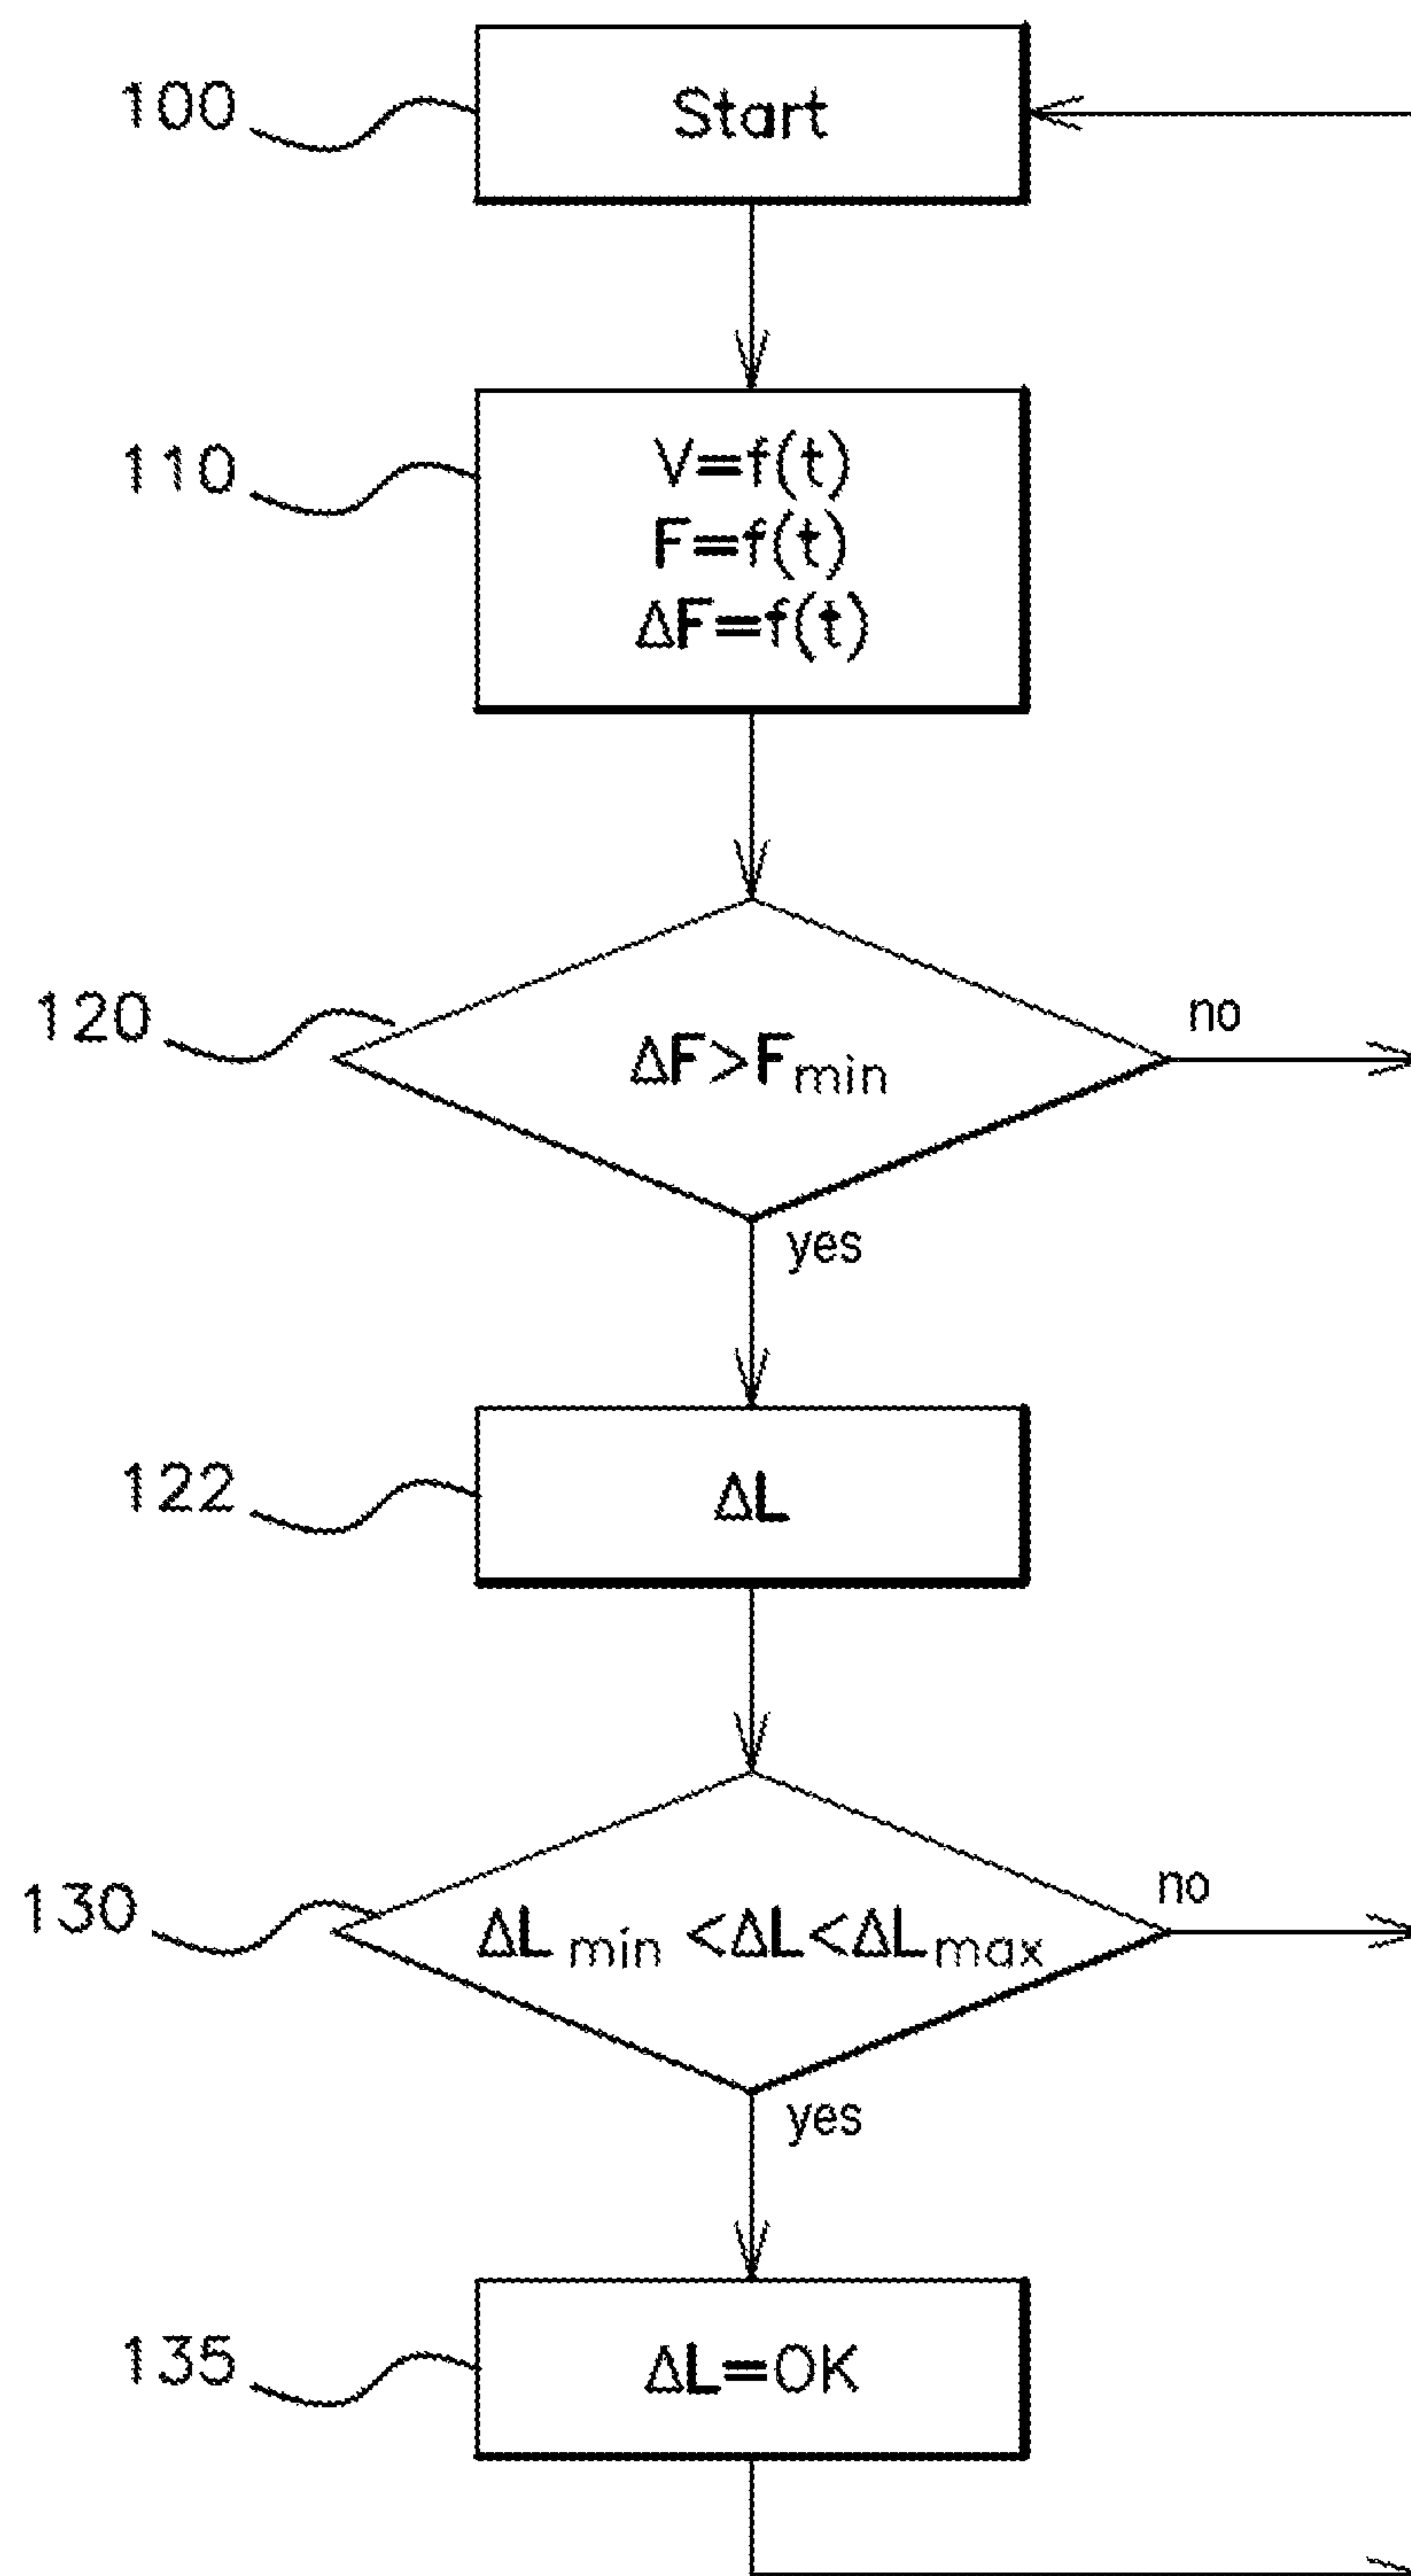 100
Start
110
V=f(t)
F=f(t)
ΔF=f(t)
120
ΔF>Fmin
no
yes
122
ΔL
130
ΔLmin <ΔL<ΔLmax
no
yes
135
ΔL=OK